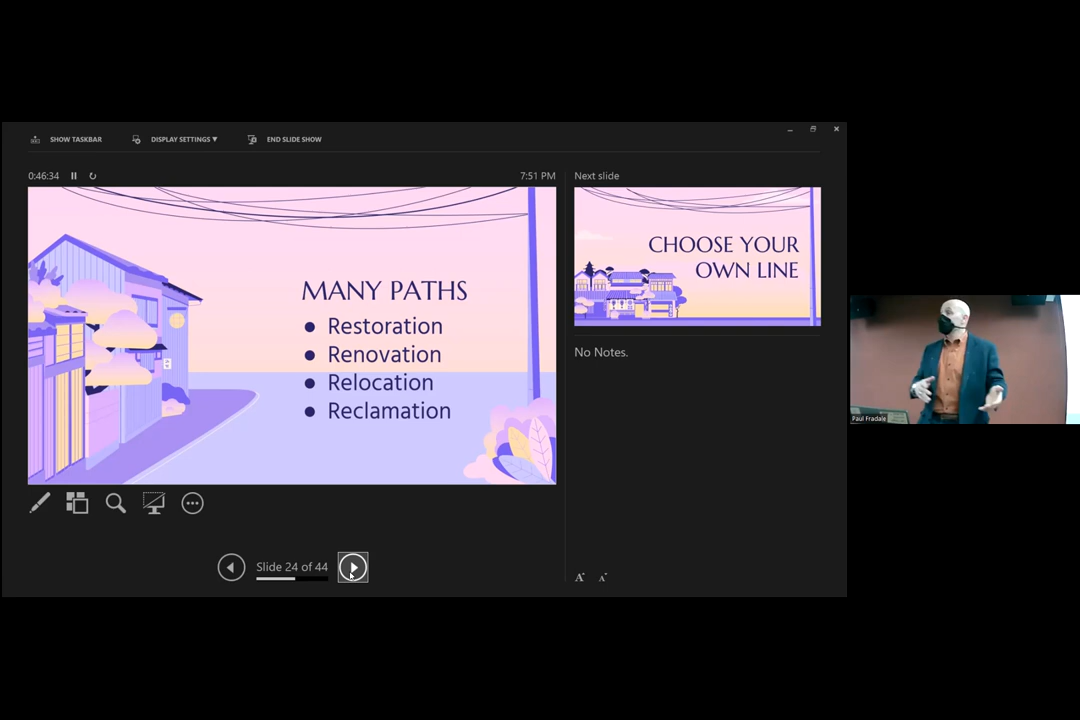 SHOW TASKBAR
DISPLAY SETTINGS ▼
END SLIDE SHOW
0:46:34
7:51 PM
Next slide
MANY PATHS
● Restoration
● Renovation
● Relocation
● Reclamation
CHOOSE YOUR
OWN LINE
No Notes.
Paul Fradale
Slide 24 of 44
A A